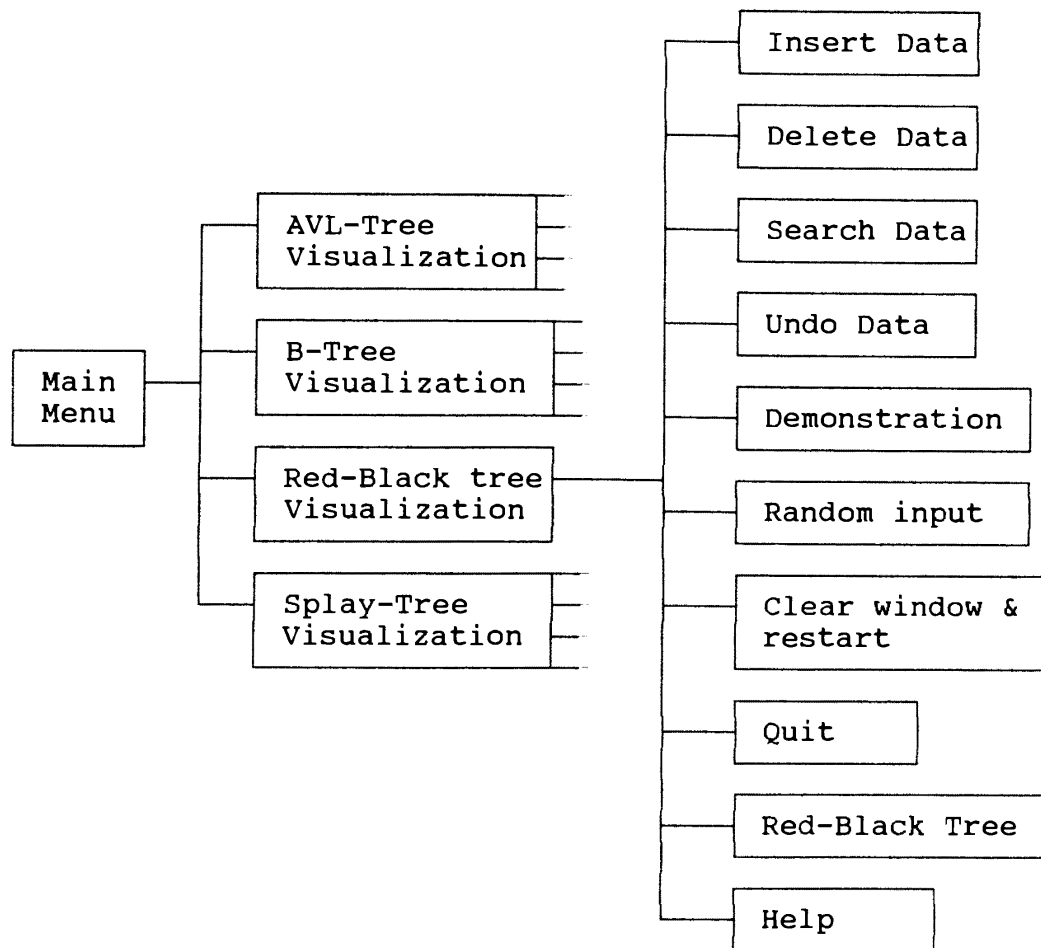 Main
Menu
AVL-Tree
Visualization
B-Tree
Visualization
Red-Black tree
Visualization
Splay-Tree
Visualization
Insert Data
Delete Data
Search Data
Undo Data
Demonstration
Random input
Clear window &
restart
Quit
Red-Black Tree
Help